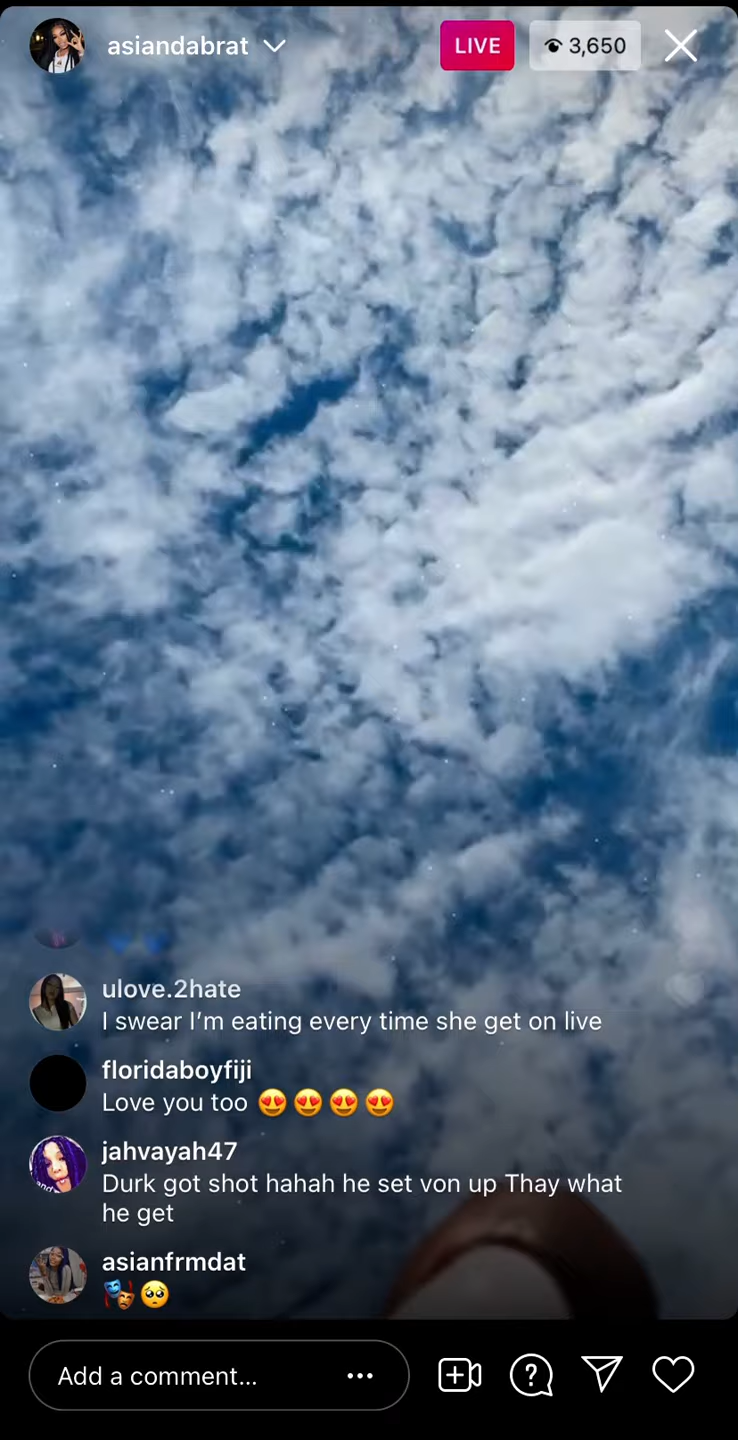 asiandabrat
LIVE
3,650
ulove.2hate
I swear I’m eating every time she get on live
floridaboyfiji
Love you too 😍😍😍😍
jahvayah47
Durk got shot hahah he set von up Thay what
he get
asianfrmdat
🎭🥺
Add a comment...